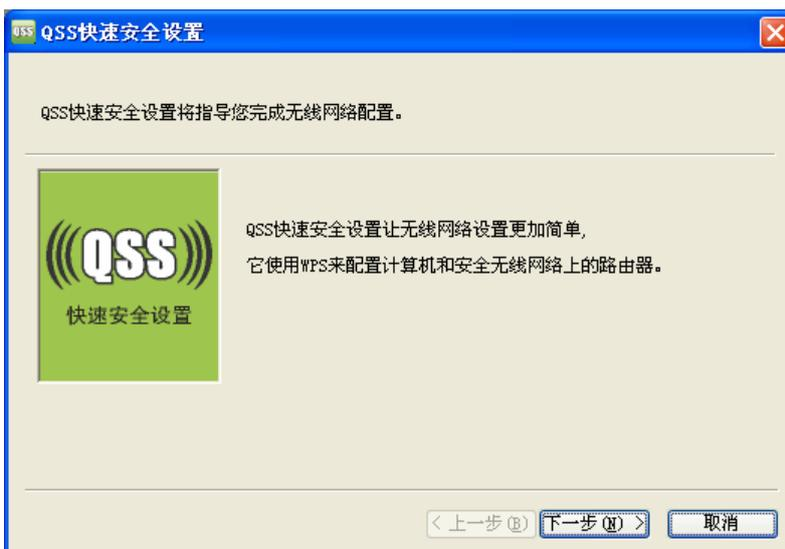 QSS QSS快速安全设置
QSS快速安全设置将指导您完成无线网络配置。
(((QSS)))
快速安全设置
QSS快速安全设置让无线网络设置更加简单,
它使用WPS来配置计算机和安全无线网络上的路由器。
< 上一步(B) 下一步(N) > 取消